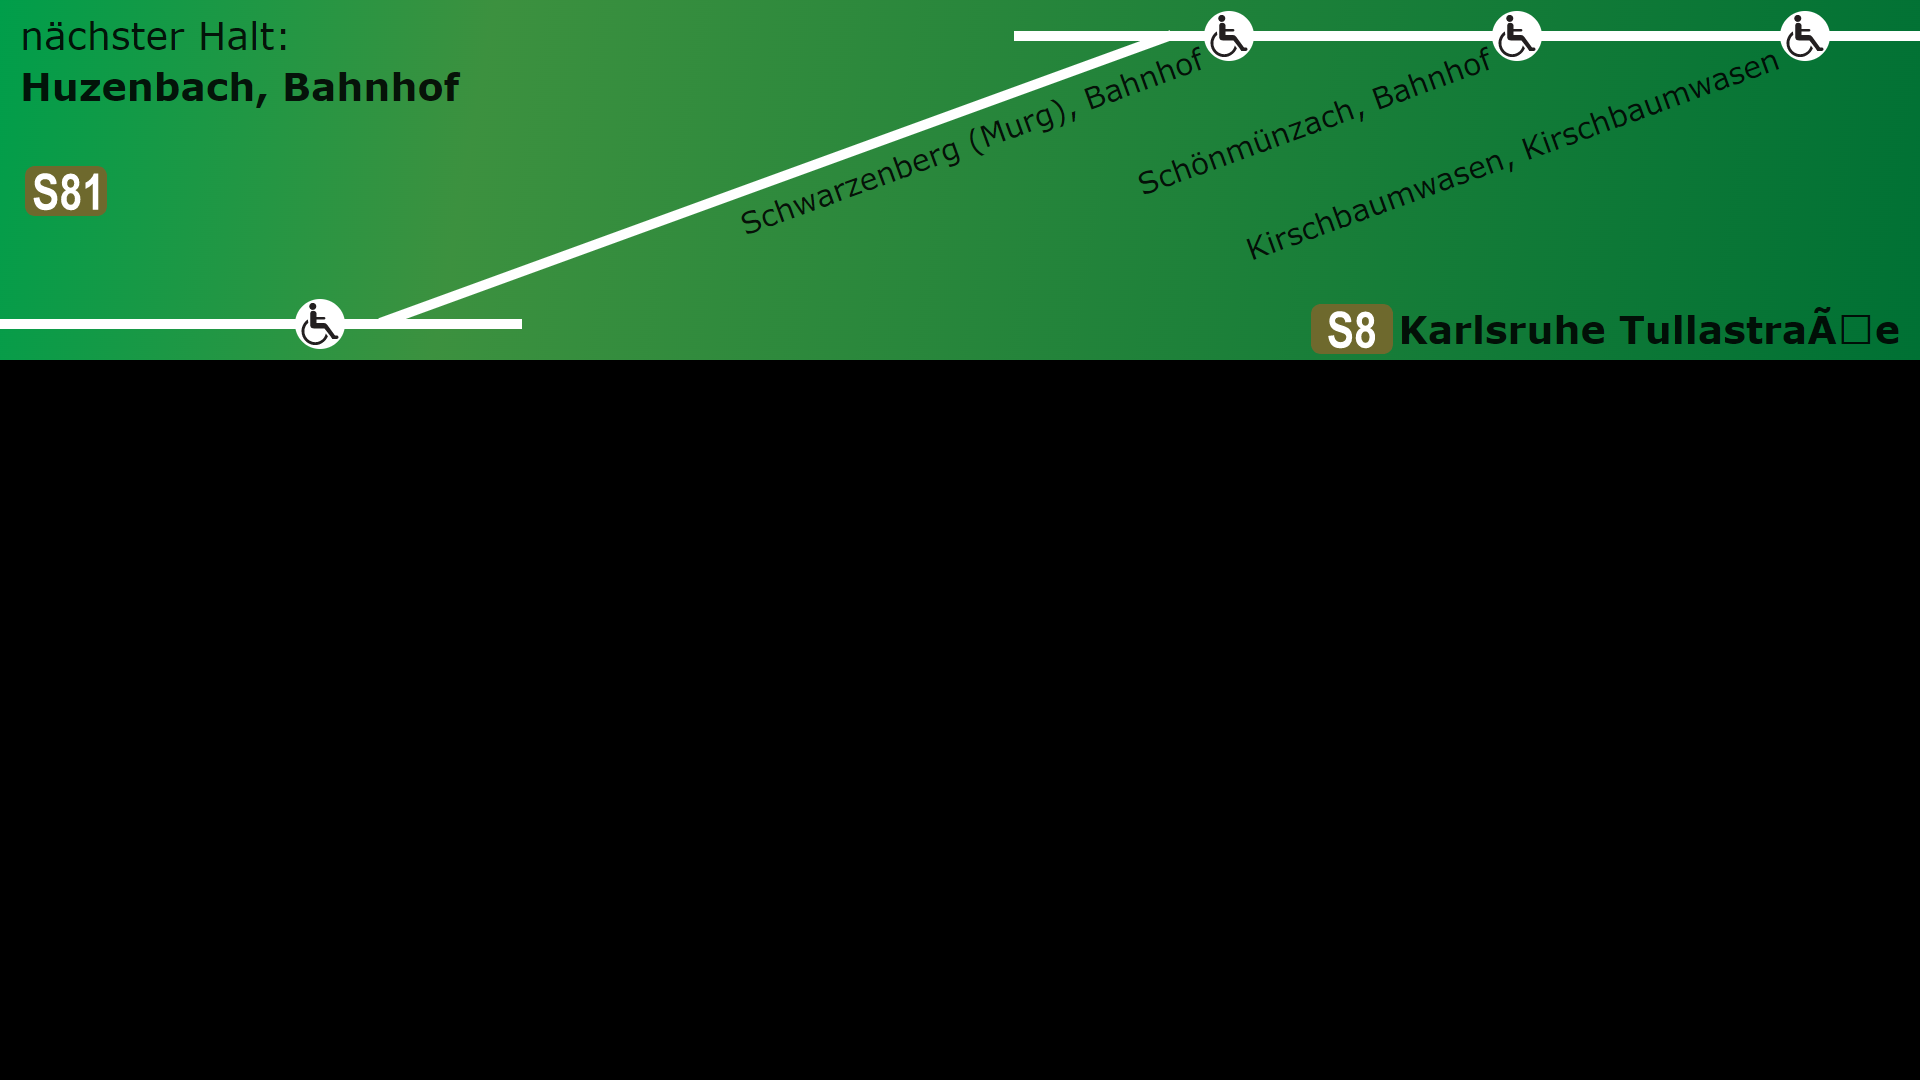 nächster Halt:
Huzenbach, Bahnhof
S81
Schwarzenberg (Murg), Bahnhof
Schönmünzach, Bahnhof
Kirschbaumwasen, Kirschbaumwasen
S8 Karlsruhe TullastraÃ□e